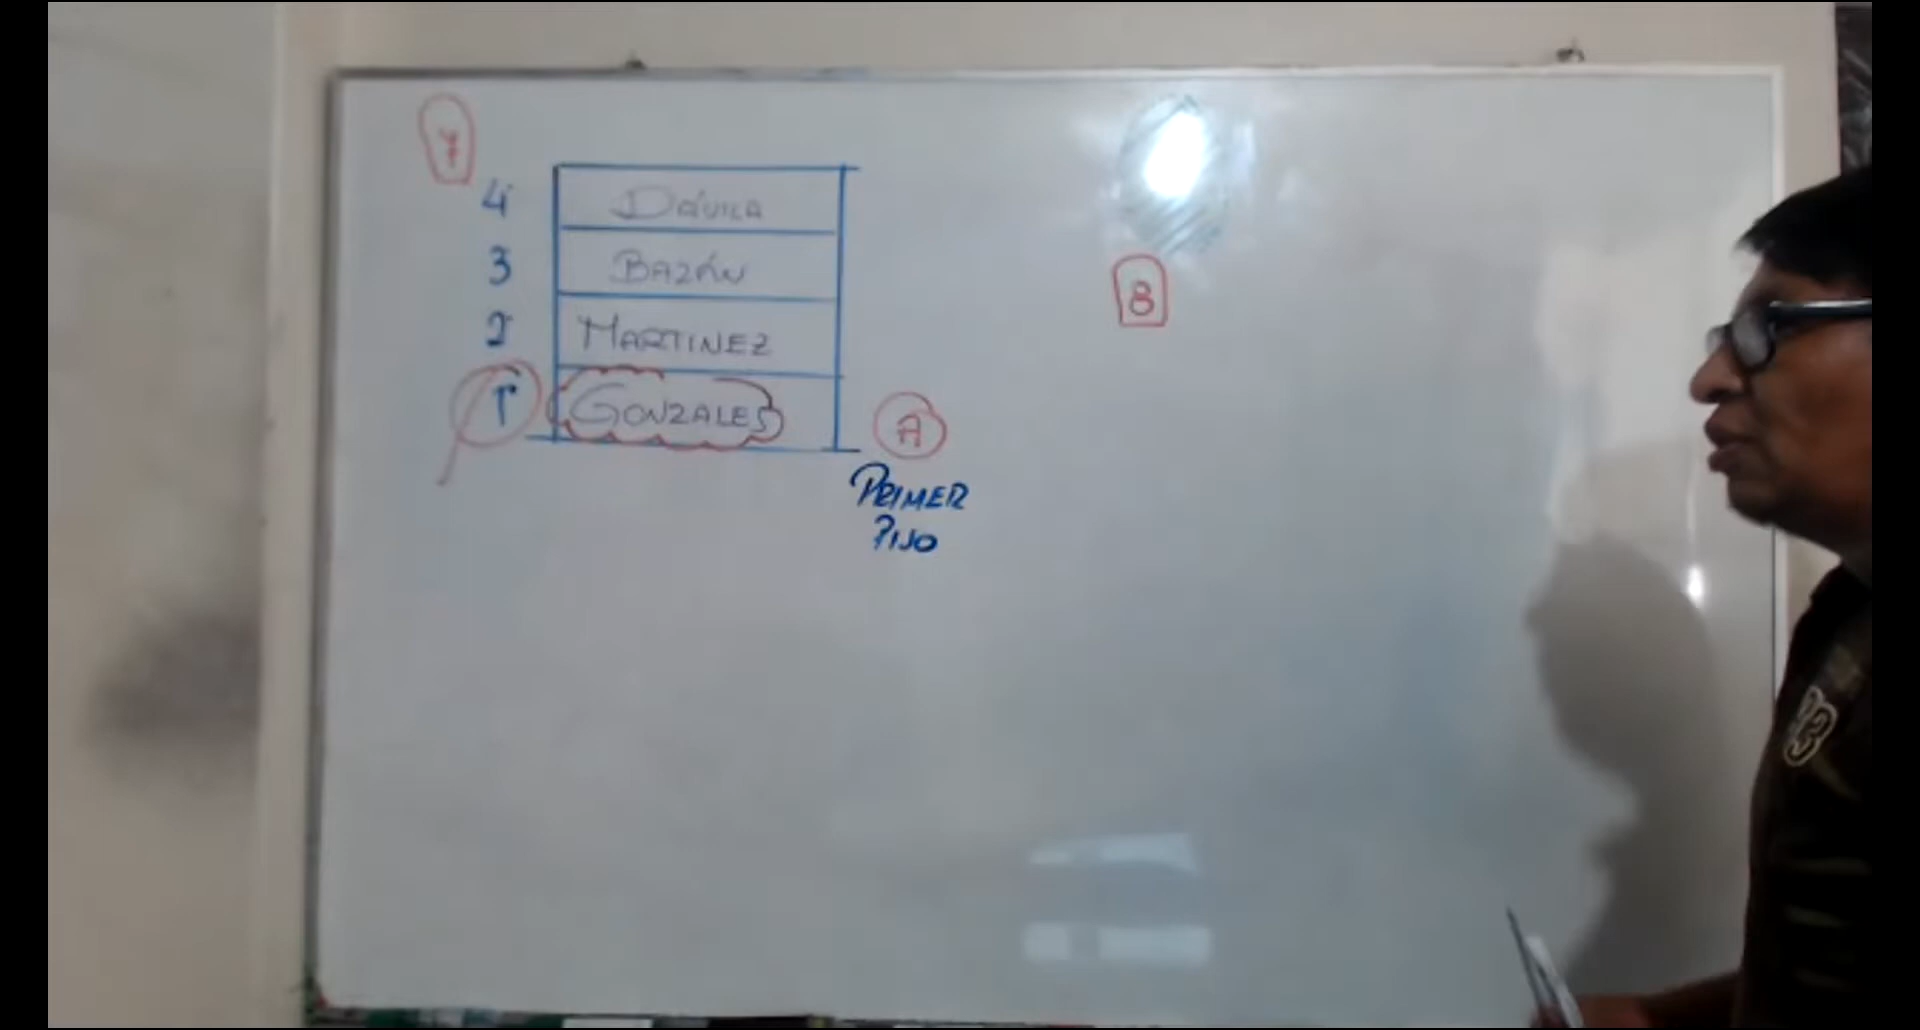 7
4 DÁVILA
3 BAZÁN
2 MARTINEZ
1 GONZALES
A
PRIMER
PISO
8